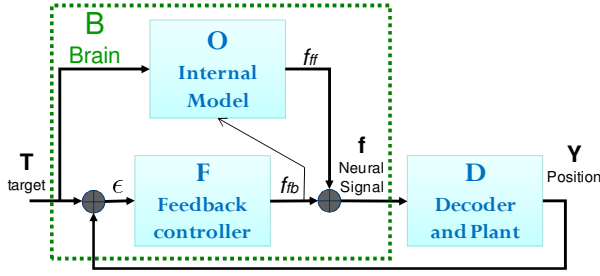 B
Brain
O
Internal
Model
fff
T
target
ϵ
F
Feedback
controller
ffb
f
Neural
Signal
D
Decoder
and Plant
Y
Position